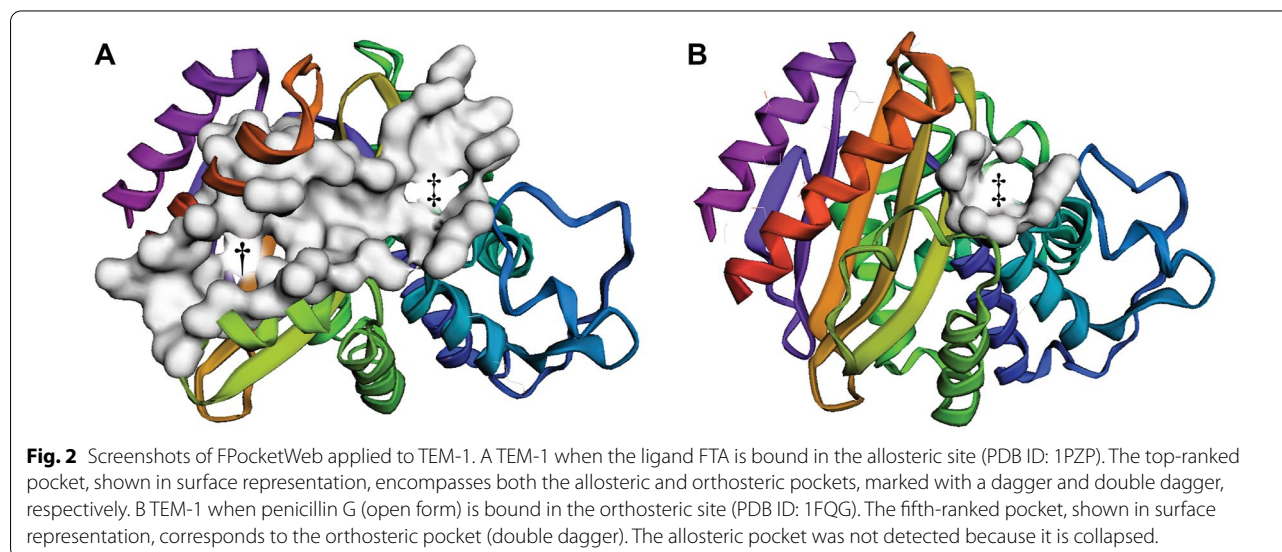 A
B
†
‡
‡
Fig. 2 Screenshots of FPocketWeb applied to TEM-1. A TEM-1 when the ligand FTA is bound in the allosteric site (PDB ID: 1PZP). The top-ranked
pocket, shown in surface representation, encompasses both the allosteric and orthosteric pockets, marked with a dagger and double dagger,
respectively. B TEM-1 when penicillin G (open form) is bound in the orthosteric site (PDB ID: 1FQG). The fifth-ranked pocket, shown in surface
representation, corresponds to the orthosteric pocket (double dagger). The allosteric pocket was not detected because it is collapsed.